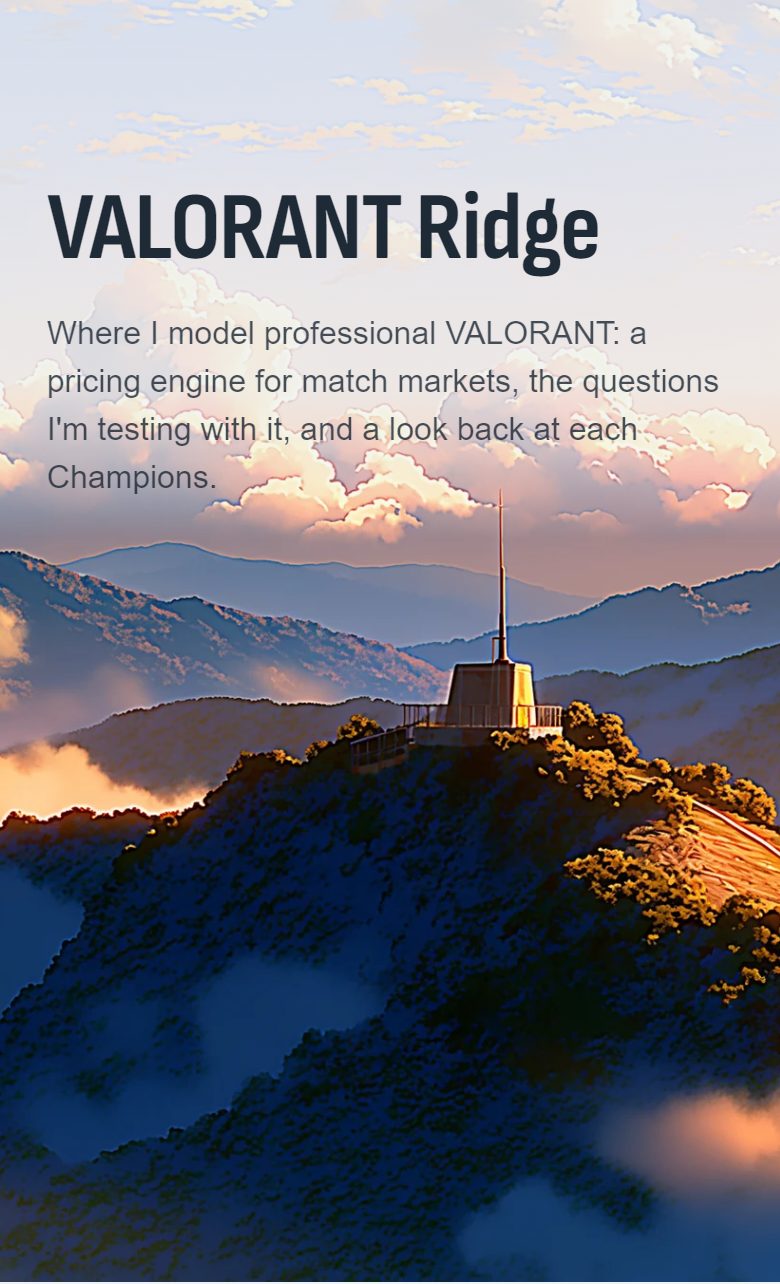 VALORANT Ridge
Where I model professional VALORANT: a
pricing engine for match markets, the questions
I'm testing with it, and a look back at each
Champions.